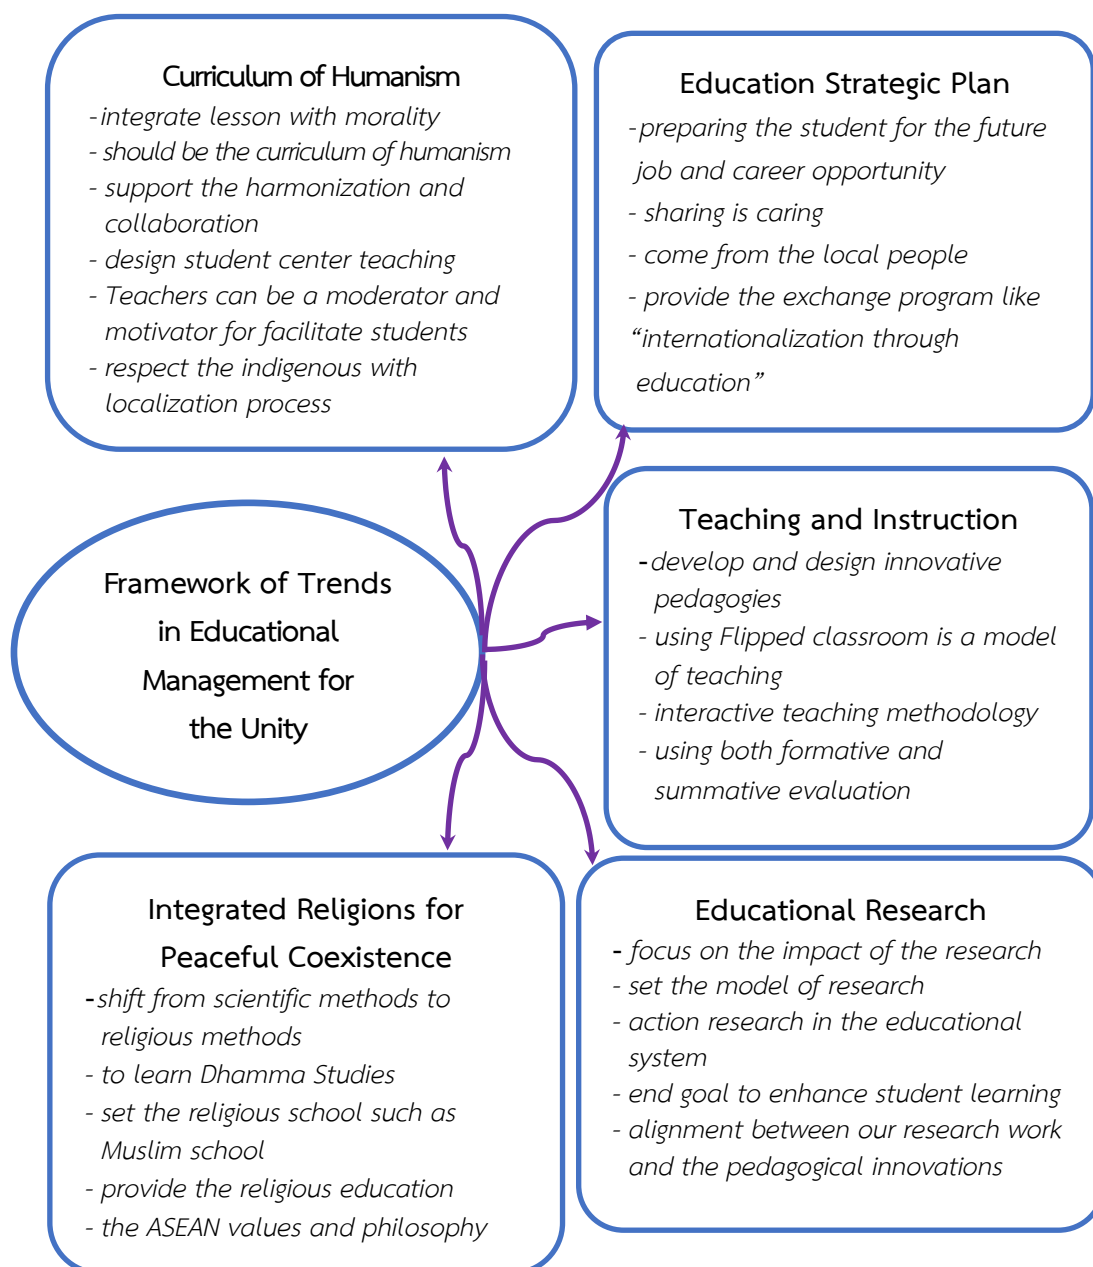 Curriculum of Humanism
-integrate lesson with morality
- should be the curriculum of humanism
- support the harmonization and
collaboration
- design student center teaching
- Teachers can be a moderator and
motivator for facilitate students
- respect the indigenous with
localization process
Education Strategic Plan
-preparing the student for the future
job and career opportunity
- sharing is caring
- come from the local people
- provide the exchange program like
“internationalization through
education”
Framework of Trends
in Educational
Management for
the Unity
Teaching and Instruction
-develop and design innovative
pedagogies
- using Flipped classroom is a model
of teaching
- interactive teaching methodology
- using both formative and
summative evaluation
Integrated Religions for
Peaceful Coexistence
-shift from scientific methods to
religious methods
- to learn Dhamma Studies
- set the religious school such as
Muslim school
- provide the religious education
- the ASEAN values and philosophy
Educational Research
- focus on the impact of the research
- set the model of research
- action research in the educational
system
- end goal to enhance student learning
- alignment between our research work
and the pedagogical innovations